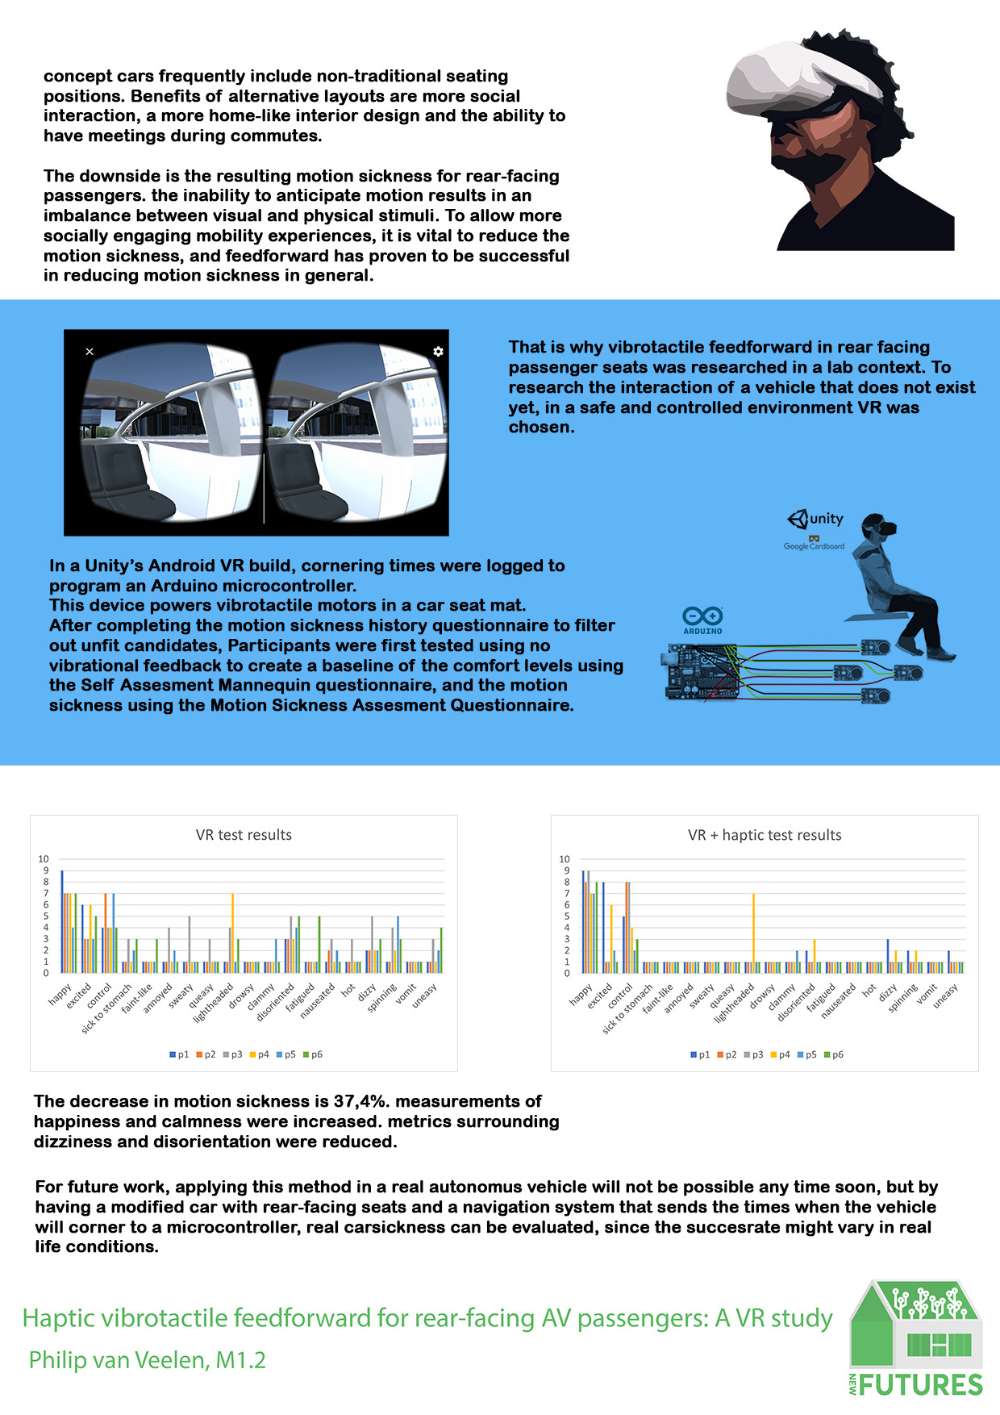 concept cars frequently include non-traditional seating
positions. Benefits of alternative layouts are more social
interaction, a more home-like interior design and the ability to
have meetings during commutes.
The downside is the resulting motion sickness for rear-facing
passengers. the inability to anticipate motion results in an
imbalance between visual and physical stimuli. To allow more
socially engaging mobility experiences, it is vital to reduce the
motion sickness, and feedforward has proven to be successful
in reducing motion sickness in general.
That is why vibrotactile feedforward in rear facing
passenger seats was researched in a lab context. To
research the interaction of a vehicle that does not exist
yet, in a safe and controlled environment VR was
chosen.
unity
Google Cardboard
ARDUINO
In a Unity's Android VR build, cornering times were logged to
program an Arduino microcontroller.
This device powers vibrotactile motors in a car seat mat.
After completing the motion sickness history questionnaire to filter
out unfit candidates, Participants were first tested using no
vibrational feedback to create a baseline of the comfort levels using
the Self Assesment Mannequin questionnaire, and the motion
sickness using the Motion Sickness Assesment Questionnaire.
VR test results
10
9
8
7
6
5
4
3
2
1
0
happy
excited
control
sick to stomach
faint-like
annoyed
sweaty
queasy
lightheaded
drowsy
clammy
disoriented
fatigued
nauseated
hot
dizzy
spinning
vomit
uneasy
p1 p2 p3 p4 p5 p6
VR + haptic test results
10
9
8
7
6
5
4
3
2
1
0
happy
excited
control
sick to stomach
faint-like
annoyed
sweaty
queasy
lightheaded
drowsy
clammy
disoriented
fatigued
nauseated
hot
dizzy
spinning
vomit
uneasy
p1 p2 p3 p4 p5 p6
The decrease in motion sickness is 37,4%. measurements of
happiness and calmness were increased. metrics surrounding
dizziness and disorientation were reduced.
For future work, applying this method in a real autonomus vehicle will not be possible any time soon, but by
having a modified car with rear-facing seats and a navigation system that sends the times when the vehicle
will corner to a microcontroller, real carsickness can be evaluated, since the succesrate might vary in real
life conditions.
Haptic vibrotactile feedforward for rear-facing AV passengers: A VR study
Philip van Veelen, M1.2
NEW FUTURES